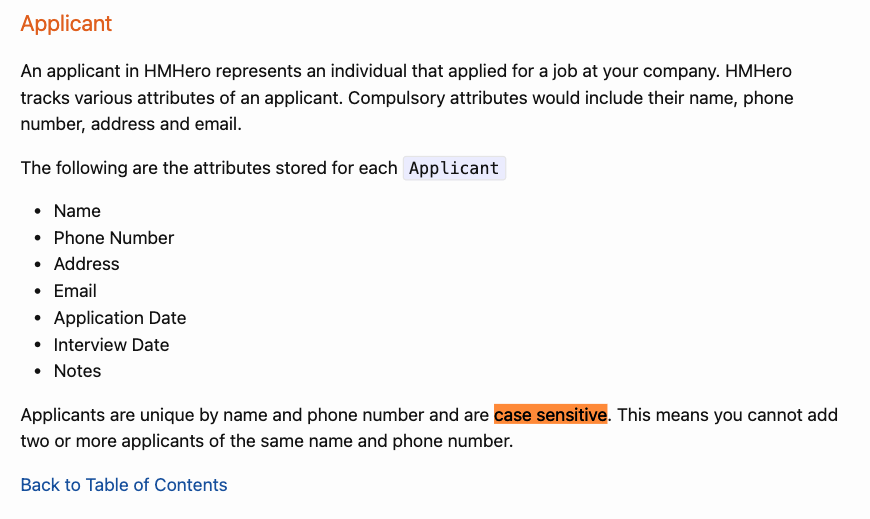 Applicant
An applicant in HMHero represents an individual that applied for a job at your company. HMHero
tracks various attributes of an applicant. Compulsory attributes would include their name, phone
number, address and email.
The following are the attributes stored for each Applicant
• Name
• Phone Number
• Address
• Email
• Application Date
• Interview Date
• Notes
Applicants are unique by name and phone number and are case sensitive. This means you cannot add
two or more applicants of the same name and phone number.
Back to Table of Contents